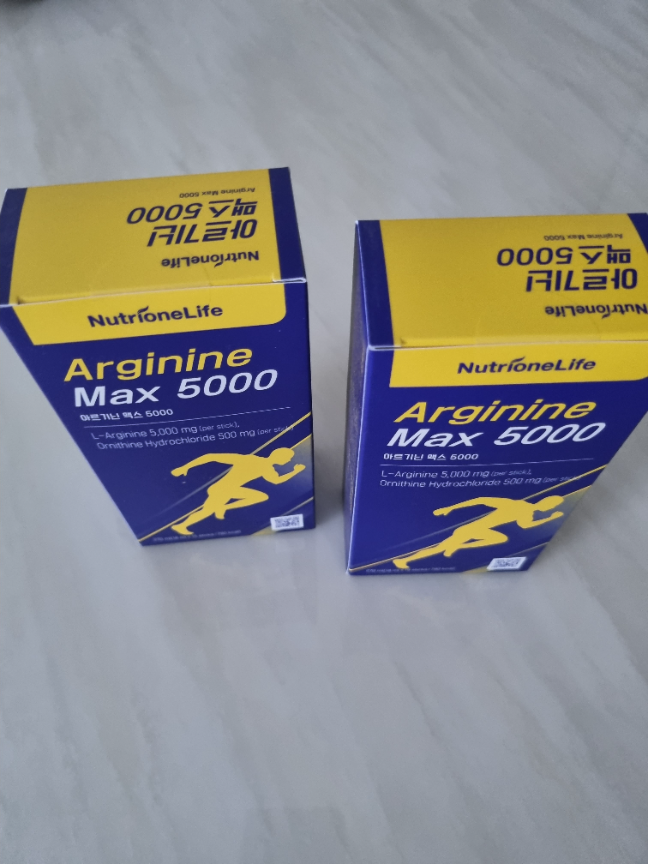 NutrioneLife
아르기닌
맥스 5000
Arginine Max 5000
NutrioneLife
Arginine
Max 5000
아르기닌 맥스 5000
L-Arginine 5,000 mg (per stick),
Ornithine Hydrochloride 500 mg (per stick)
NutrioneLife
아르기닌
맥스 5000
Arginine Max 5000
NutrioneLife
Arginine
Max 5000
아르기닌 맥스 5000
L-Arginine 5,000 mg (per stick),
Ornithine Hydrochloride 500 mg (per stick)